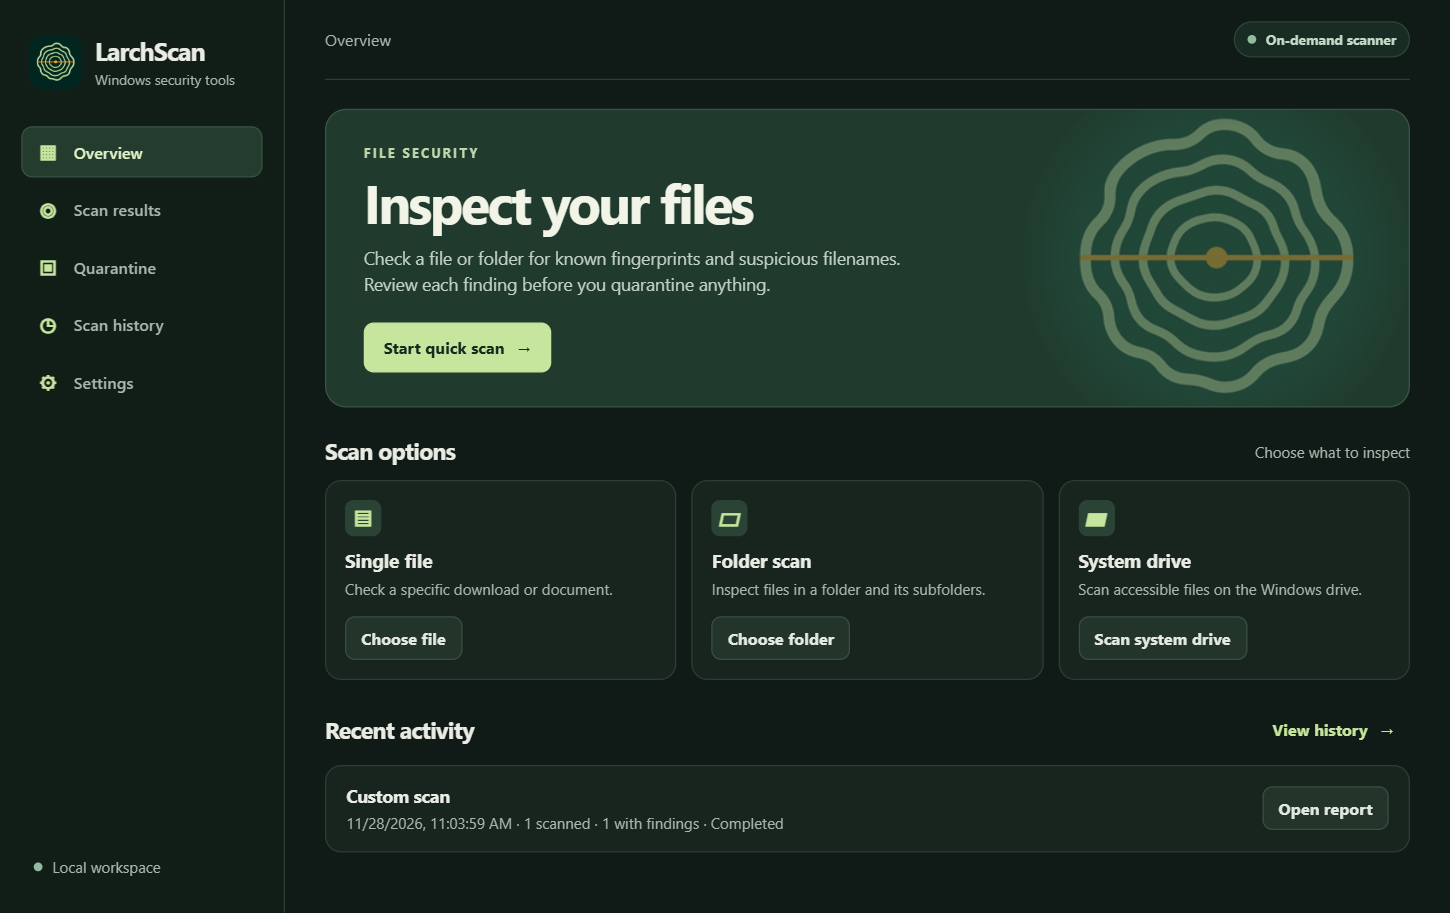 LarchScan
Windows security tools
Overview
Scan results
Quarantine
Scan history
Settings
Local workspace
Overview
On-demand scanner
FILE SECURITY
Inspect your files
Check a file or folder for known fingerprints and suspicious filenames.
Review each finding before you quarantine anything.
Start quick scan →
Scan options
Choose what to inspect
Single file
Check a specific download or document.
Choose file
Folder scan
Inspect files in a folder and its subfolders.
Choose folder
System drive
Scan accessible files on the Windows drive.
Scan system drive
Recent activity
View history →
Custom scan
11/28/2026, 11:03:59 AM · 1 scanned · 1 with findings · Completed
Open report